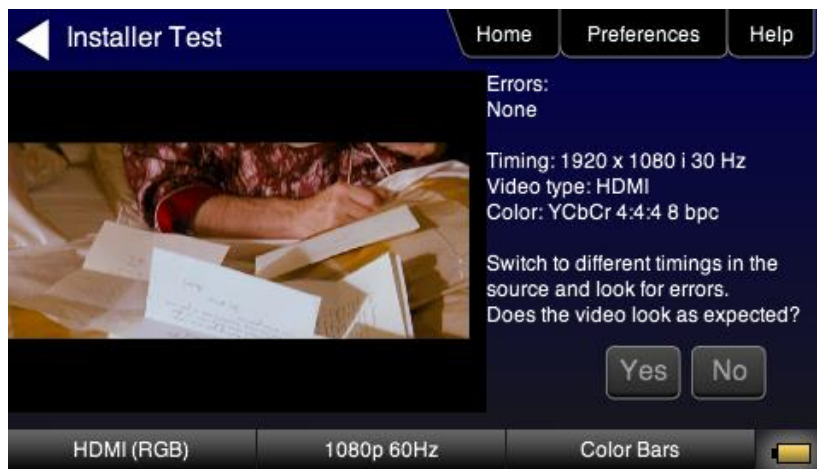 Installer Test
Home
Preferences
Help
Errors:
None
Timing: 1920 x 1080 i 30 Hz
Video type: HDMI
Color: YCbCr 4:4:4 8 bpc
Switch to different timings in the
source and look for errors.
Does the video look as expected?
Yes
No
HDMI (RGB)
1080p 60Hz
Color Bars